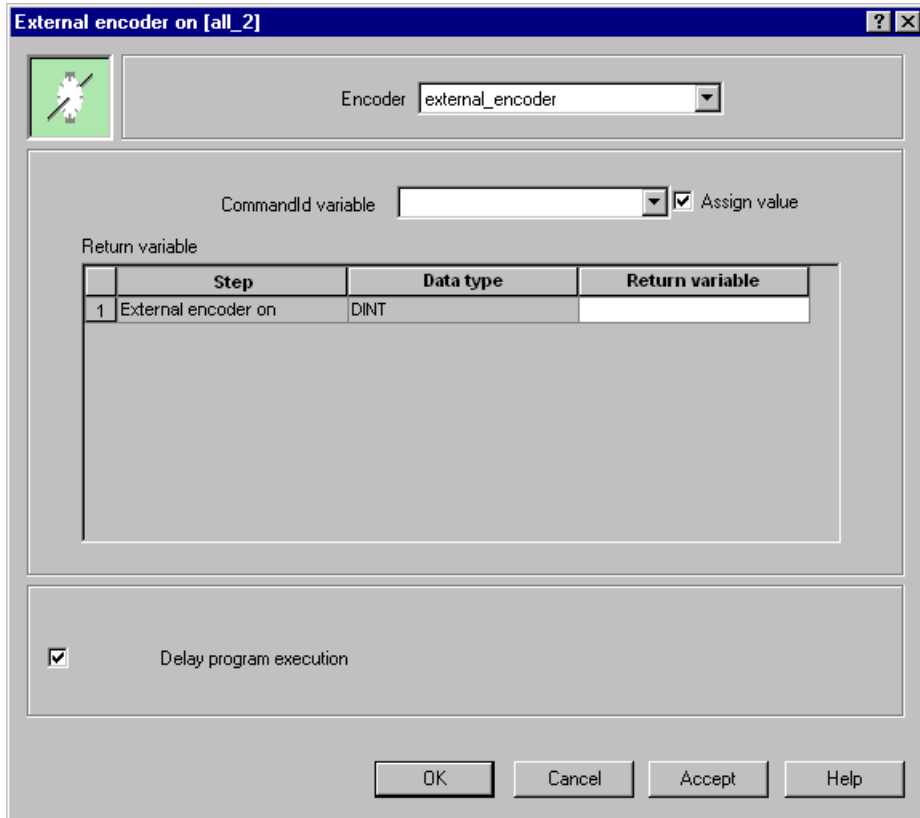 External encoder on [all_2]
Encoder external_encoder
CommandId variable Assign value
Return variable
Step Data type Return variable
1 External encoder on DINT
Delay program execution
OK Cancel Accept Help